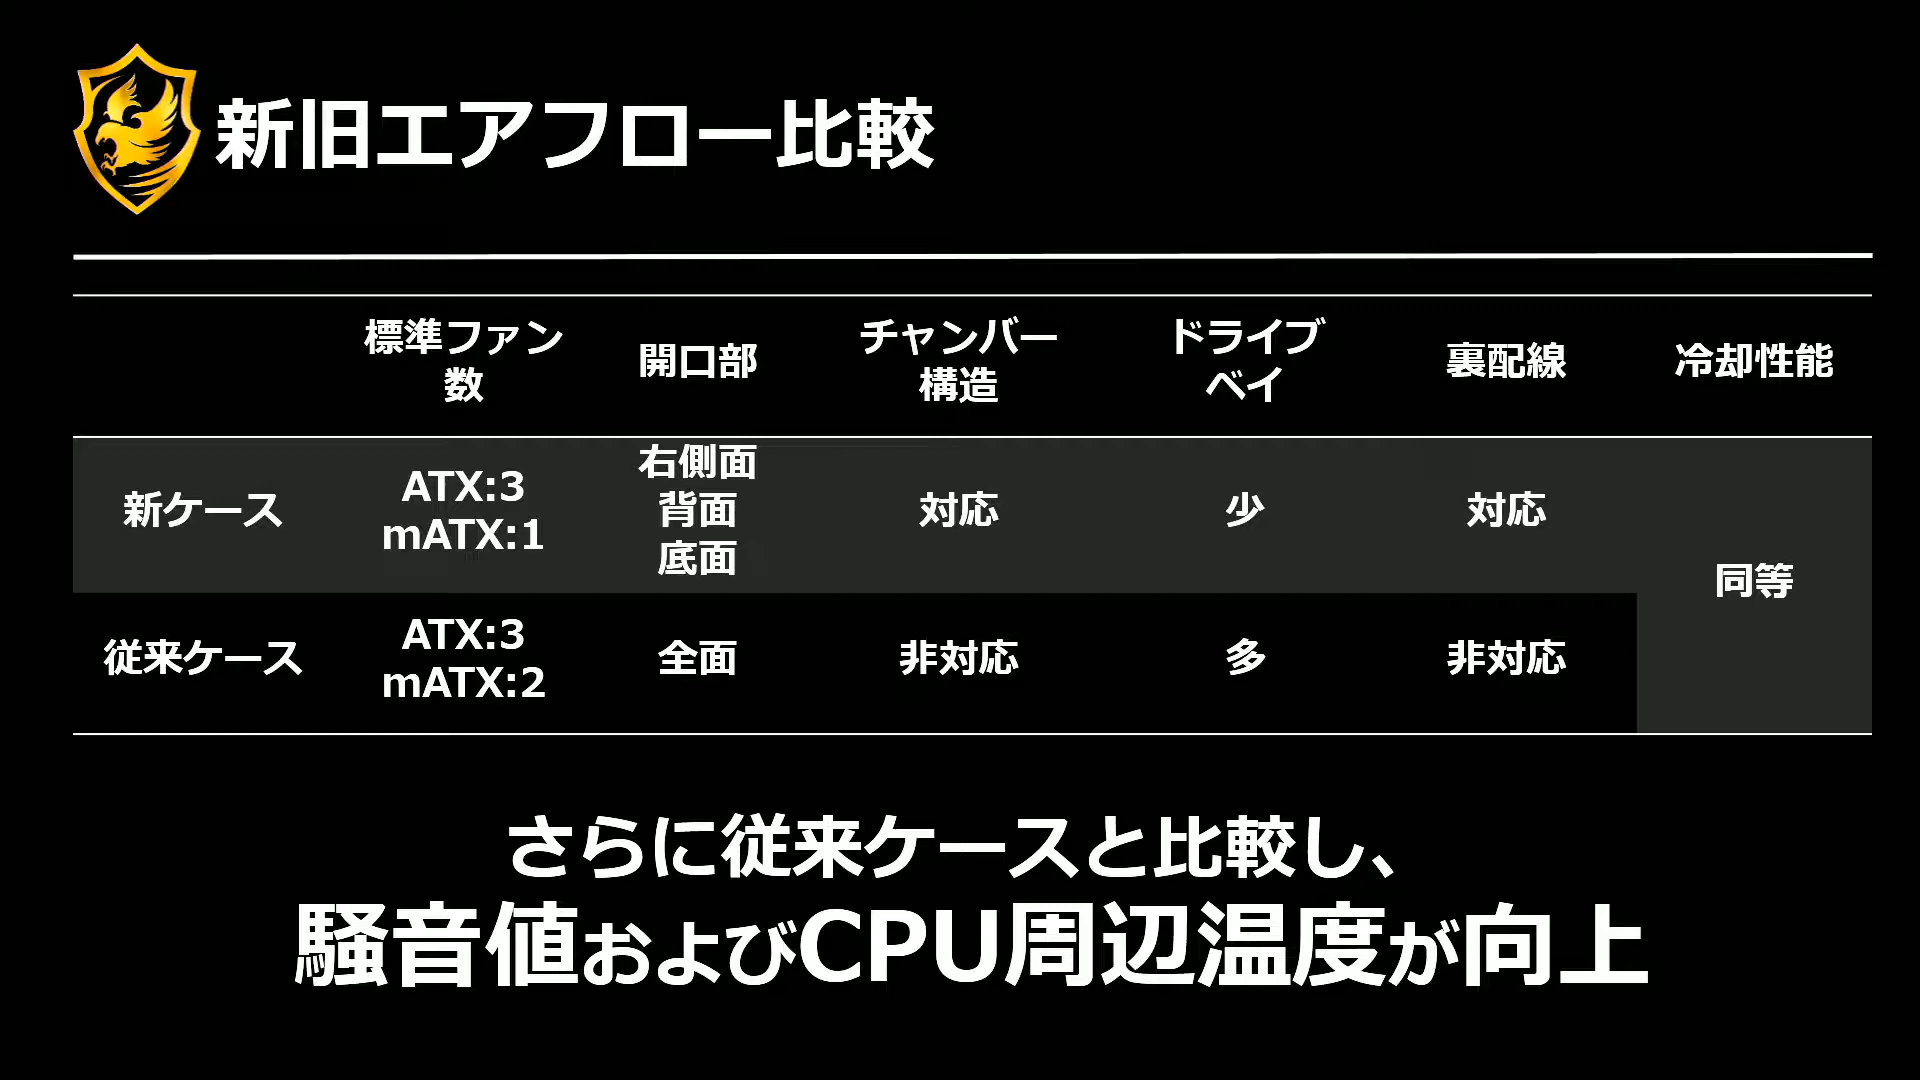 新旧エアフロー比較
標準ファン
数
開口部
チャンバー
構造
ドライブ
ベイ
裏配線
冷却性能
新ケース
ATX:3
mATX:1
右側面
背面
底面
対応
少
対応
同等
従来ケース
ATX:3
mATX:2
全面
非対応
多
非対応
さらに従来ケースと比較し、
騒音値およびCPU周辺温度が向上